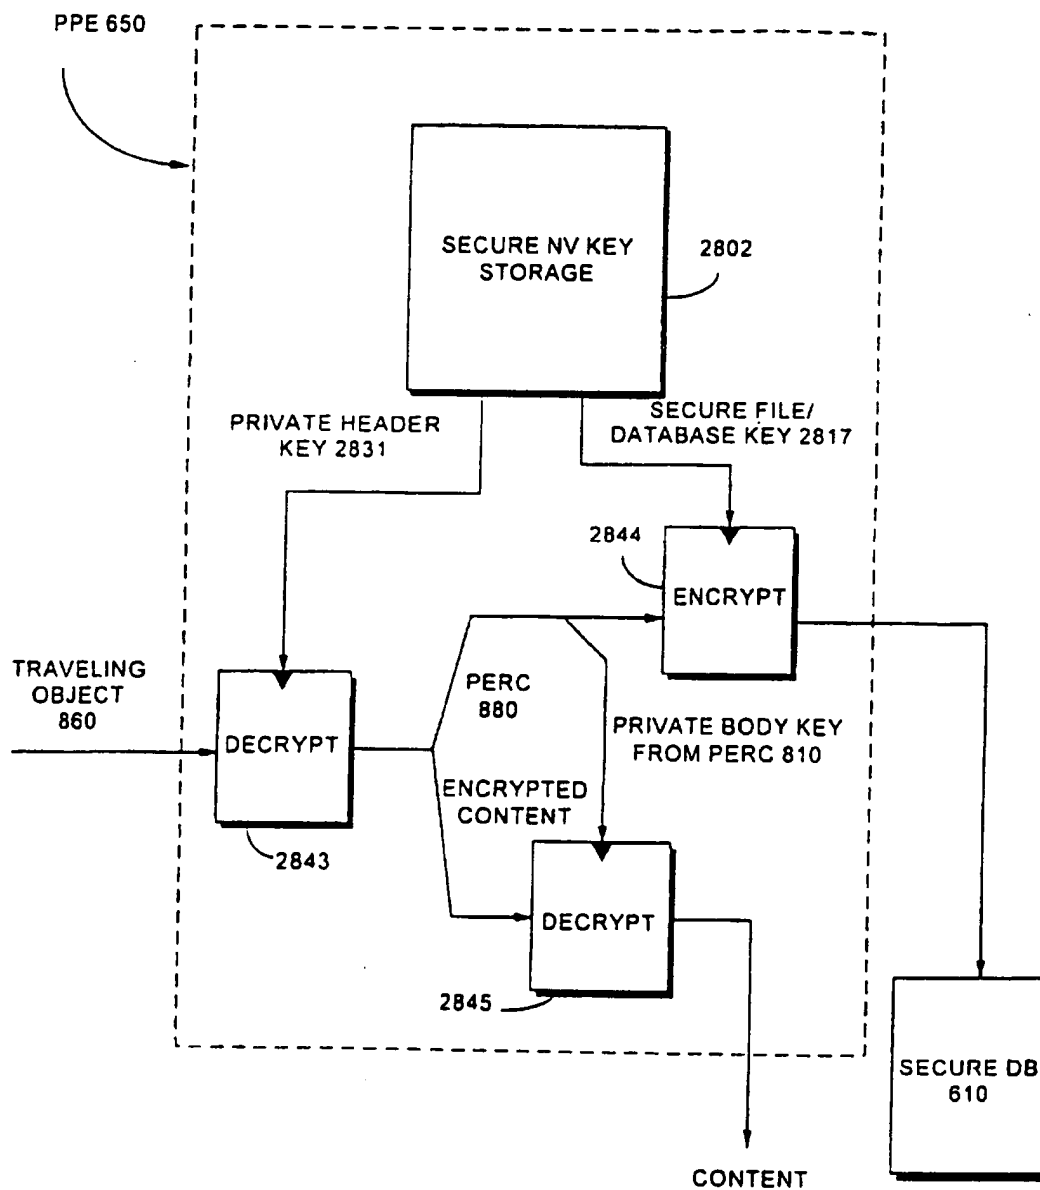 PPE 650
SECURE NV KEY
STORAGE
2802
PRIVATE HEADER
KEY 2831
SECURE FILE/
DATABASE KEY 2817
2844
ENCRYPT
TRAVELING
OBJECT
860
DECRYPT
PERC
880
PRIVATE BODY KEY
FROM PERC 810
ENCRYPTED
CONTENT
2843
DECRYPT
2845
SECURE DB
610
CONTENT